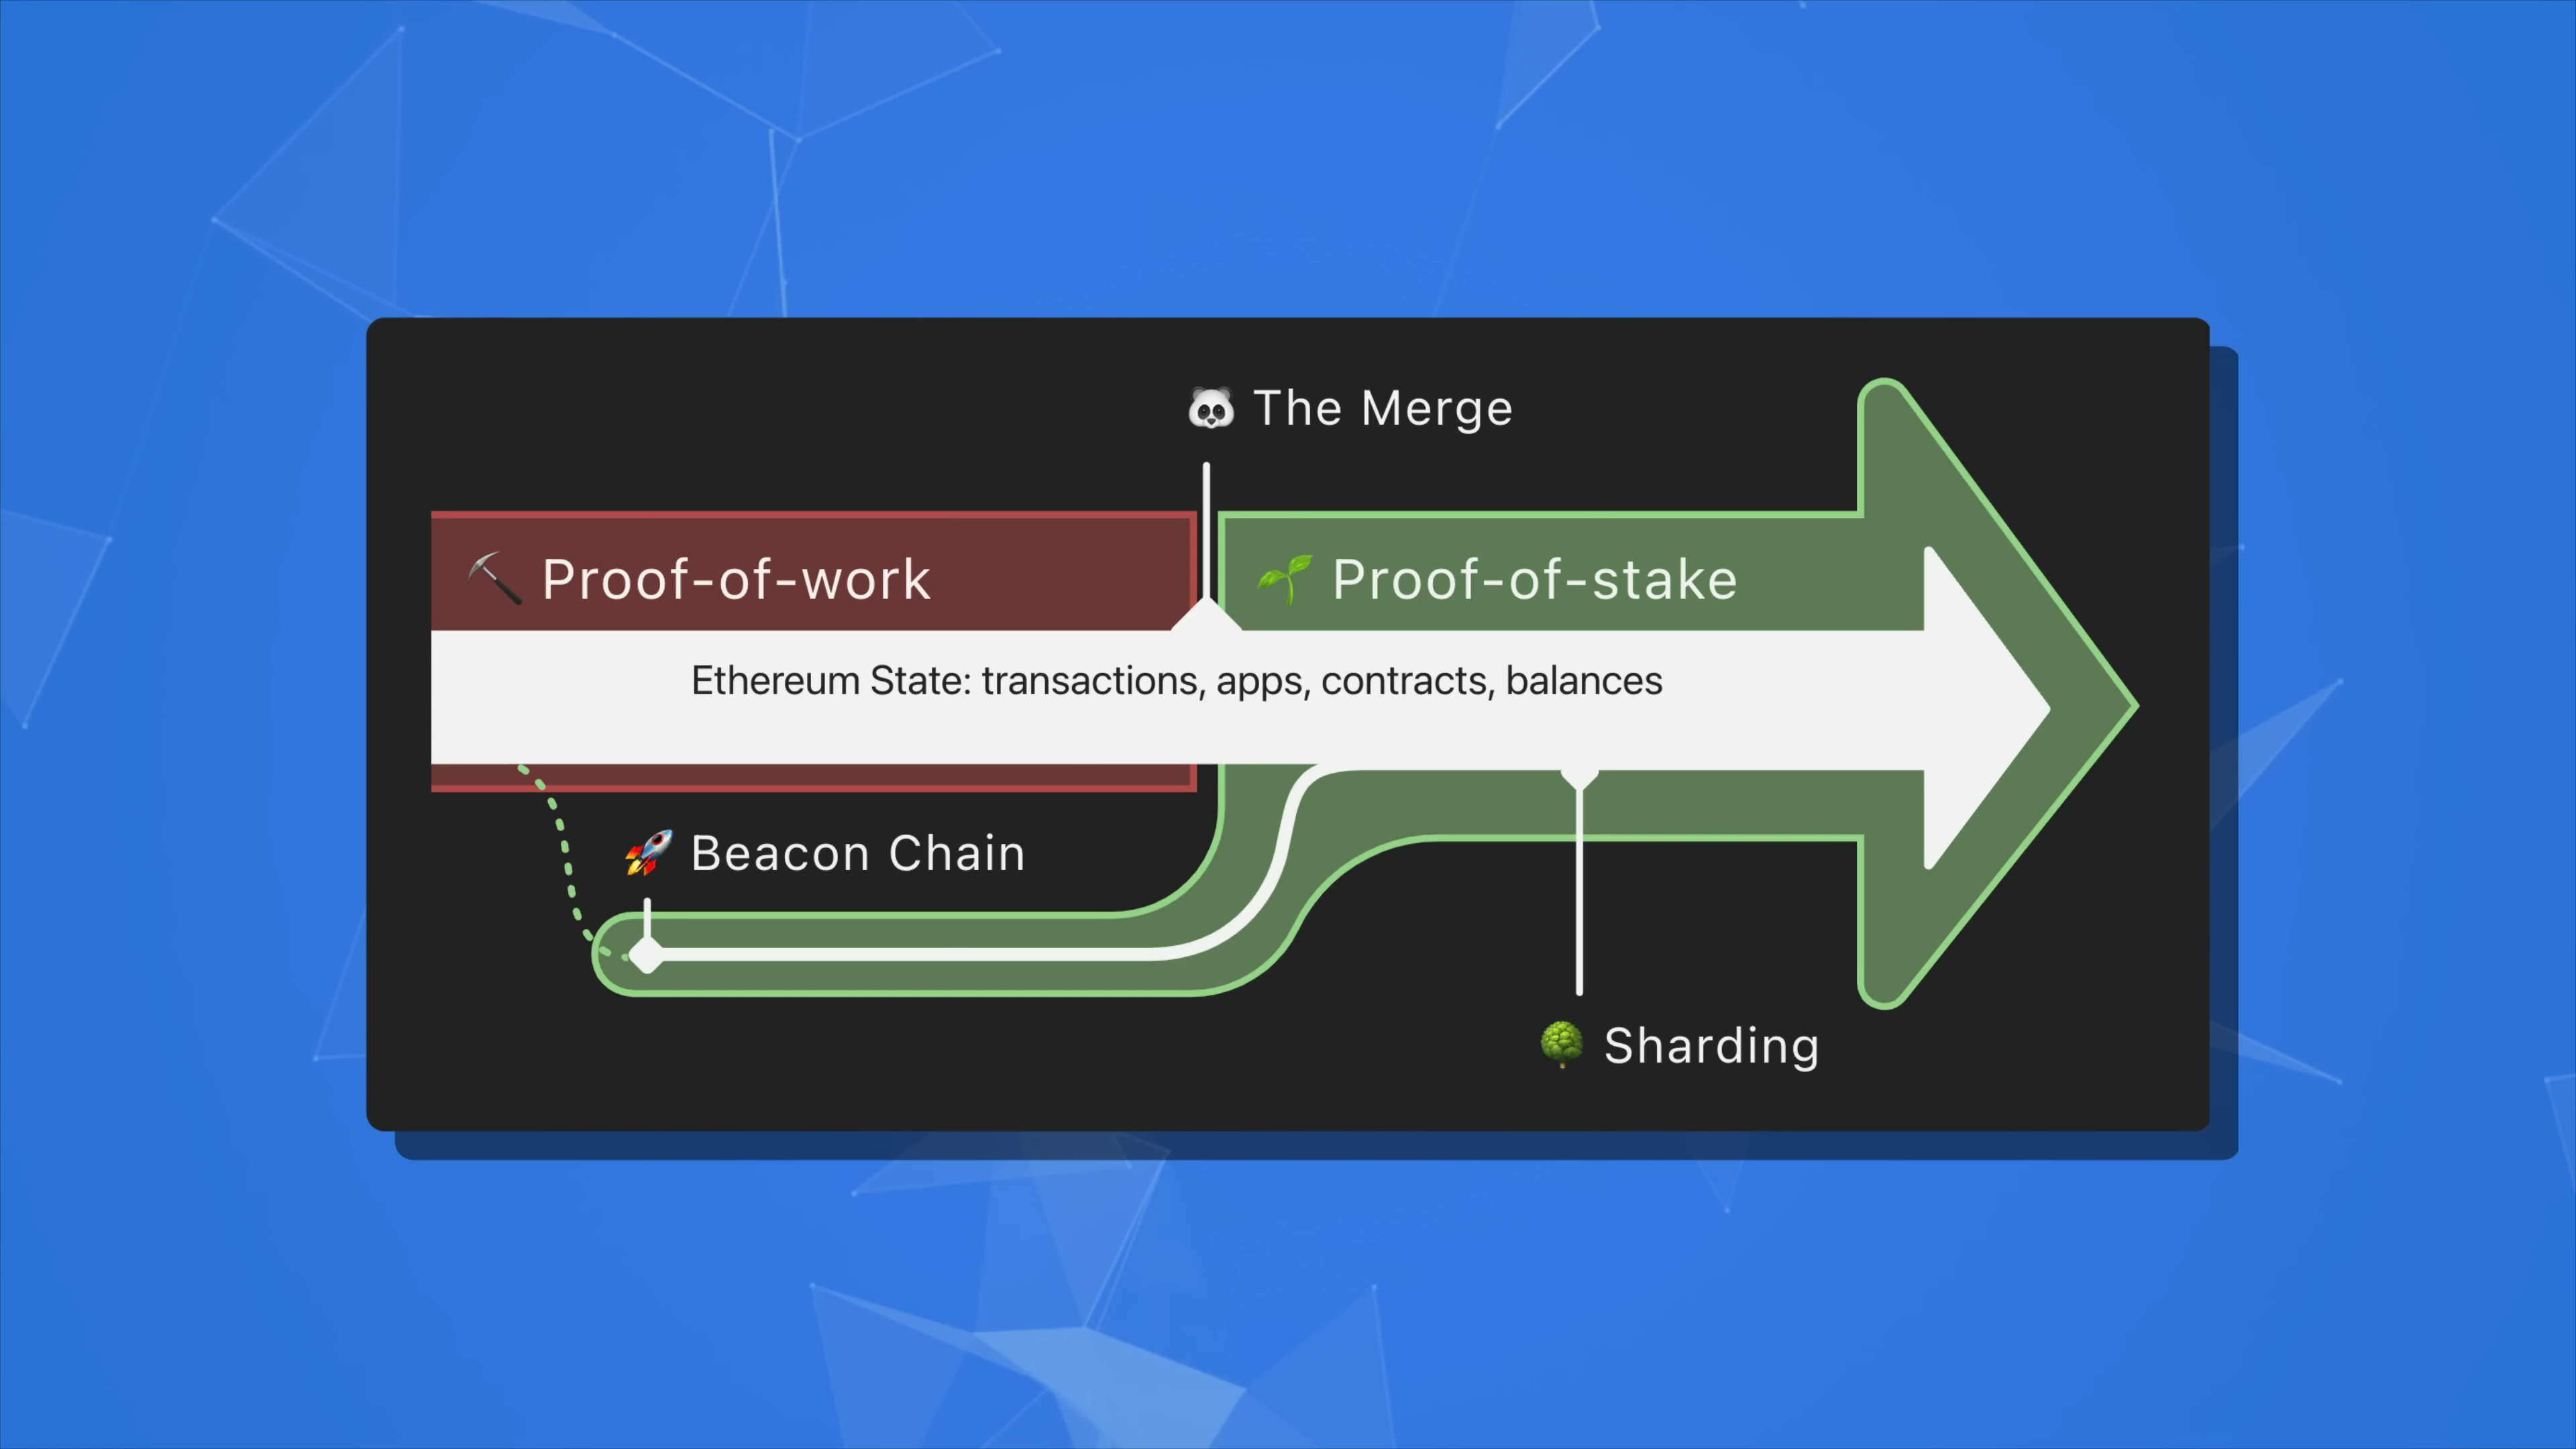 🐼 The Merge
⛏ Proof-of-work
🌱 Proof-of-stake
Ethereum State: transactions, apps, contracts, balances
🚀 Beacon Chain
🌳 Sharding